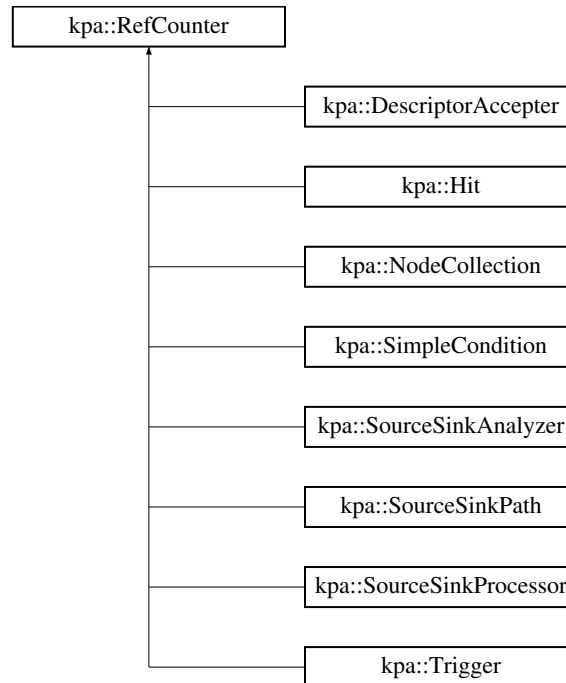 kpa::RefCounter
kpa::DescriptorAccepter
kpa::Hit
kpa::NodeCollection
kpa::SimpleCondition
kpa::SourceSinkAnalyzer
kpa::SourceSinkPath
kpa::SourceSinkProcessor
kpa::Trigger